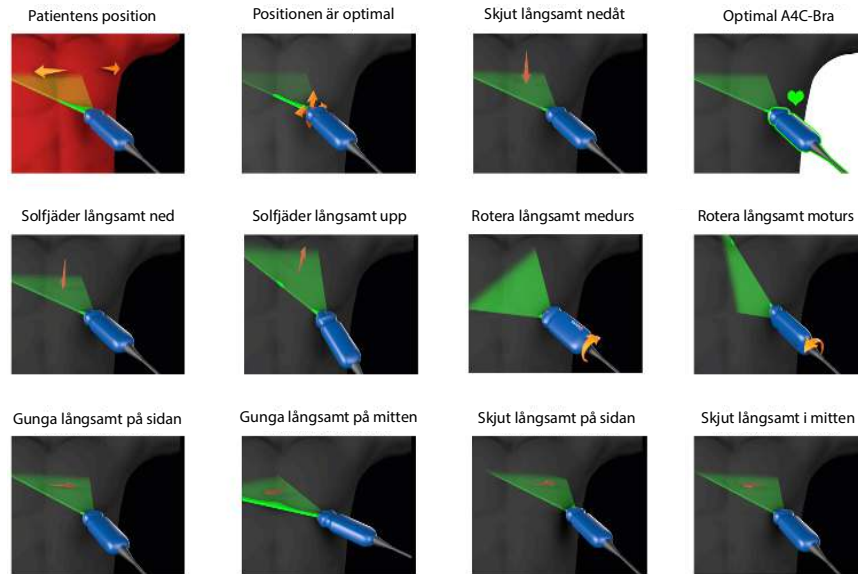 Patientens position
Positionen är optimal
Skjut långsamt nedåt
Optimal A4C-Bra
Solfjäder långsamt ned
Solfjäder långsamt upp
Rotera långsamt medurs
Rotera långsamt moturs
Gunga långsamt på sidan
Gunga långsamt på mitten
Skjut långsamt på sidan
Skjut långsamt i mitten